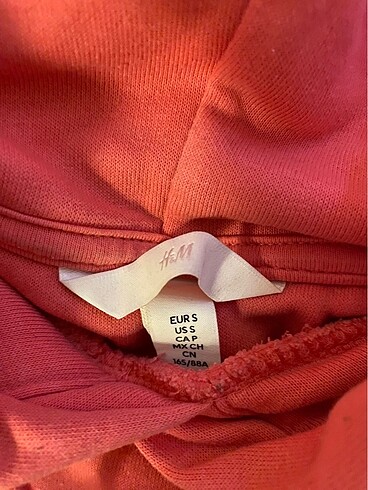 H&M
EUR S
US S
CA P
MX CH
CN
165/88A